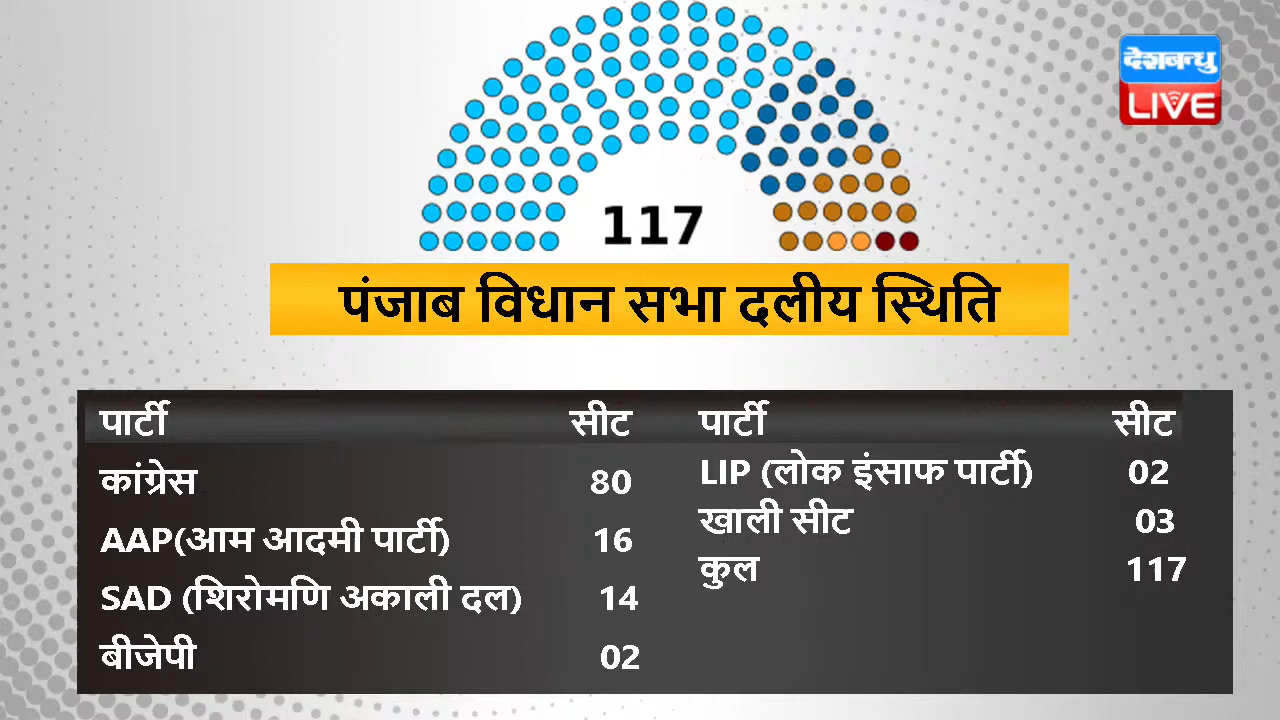 देशबन्धु
LIVE
117
पंजाब विधान सभा दलीय स्थिति
पार्टी सीट
कांग्रेस 80
AAP(आम आदमी पार्टी) 16
SAD (शिरोमणि अकाली दल) 14
बीजेपी 02
पार्टी सीट
LIP (लोक इंसाफ पार्टी) 02
खाली सीट 03
कुल 117